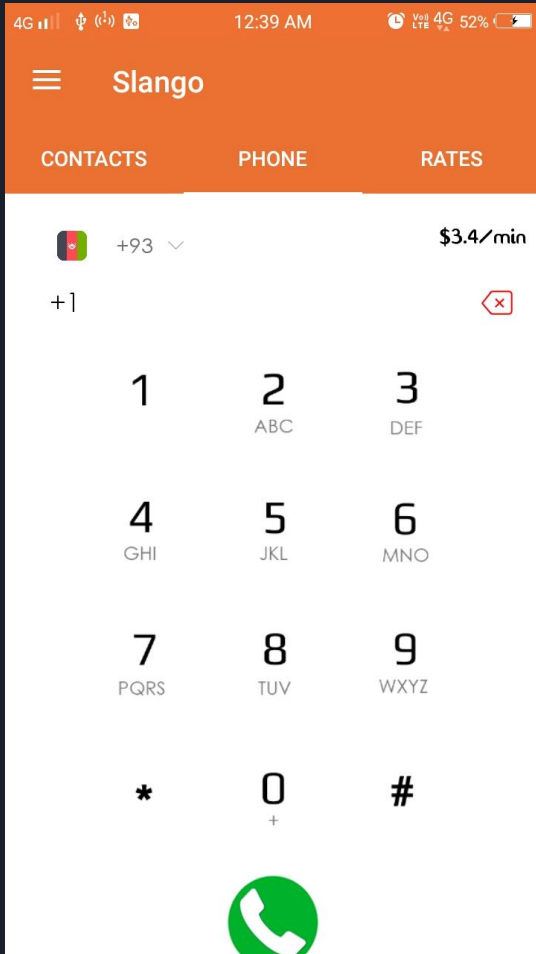 4G 12:39 AM VoLTE 4G 52%
Slango
CONTACTS PHONE RATES
+93 $3.4/min
+1
1 2 3
ABC DEF
4 5 6
GHI JKL MNO
7 8 9
PQRS TUV WXYZ
* 0 #
+